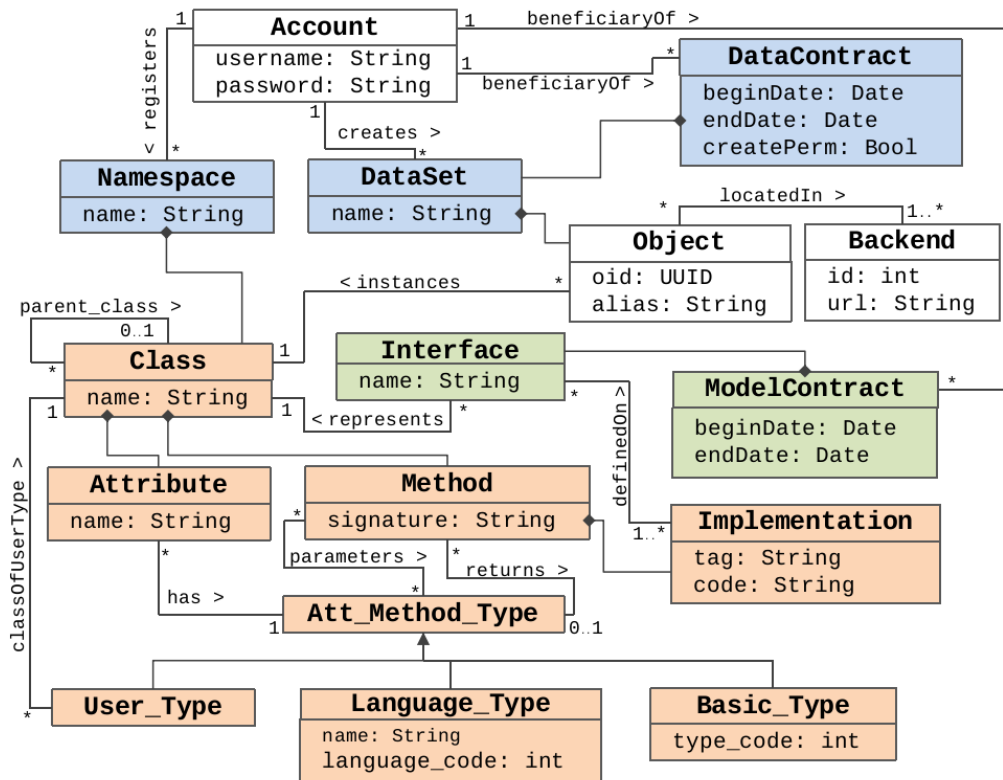 beneficiaryOf >
1
Account
1
username: String
password: String
1
beneficiaryOf >
*
DataContract
beginDate: Date
endDate: Date
createPerm: Bool
< registers
*
1
creates >
*
Namespace
name: String
DataSet
name: String
locatedIn >
*
1..*
Object
oid: UUID
alias: String
Backend
id: int
url: String
< instances
*
1
parent_class >
0..1
*
Class
name: String
1
1
< represents
*
Interface
name: String
*
definedOn >
1..*
ModelContract
beginDate: Date
endDate: Date
*
classOfUserType >
*
Attribute
name: String
*
has >
1
Method
signature: String
*
parameters >
*
*
returns >
0..1
Implementation
tag: String
code: String
Att_Method_Type
User_Type
Language_Type
name: String
language_code: int
Basic_Type
type_code: int